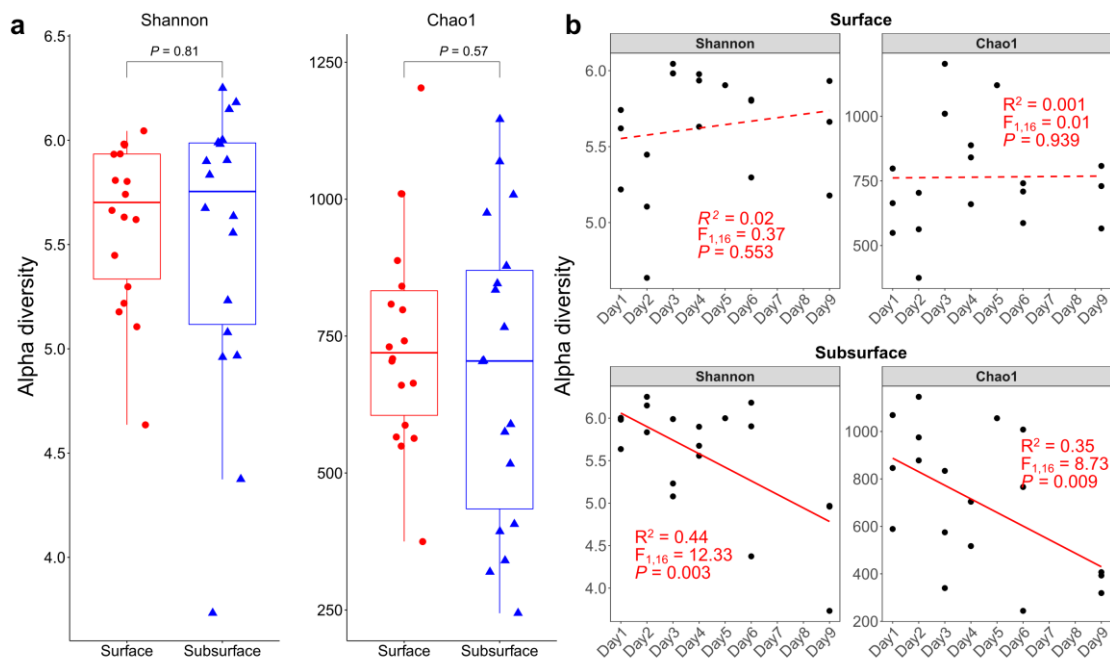 a
Shannon
Chao1
Alpha diversity
P = 0.81
P = 0.57
6.5
6.0
5.5
5.0
4.5
4.0
1250
1000
750
500
250
Surface
Subsurface
Surface
Subsurface
b
Surface
Alpha diversity
Shannon
Chao1
6.0
5.5
5.0
R² = 0.02
F1,16 = 0.37
P = 0.553
1000
750
500
R² = 0.001
F1,16 = 0.01
P = 0.939
Day1 Day2 Day3 Day4 Day5 Day6 Day7 Day8 Day9
Day1 Day2 Day3 Day4 Day5 Day6 Day7 Day8 Day9
Subsurface
Shannon
Chao1
6.0
5.5
5.0
4.5
4.0
R² = 0.44
F1,16 = 12.33
P = 0.003
1000
800
600
400
200
R² = 0.35
F1,16 = 8.73
P = 0.009
Day1 Day2 Day3 Day4 Day5 Day6 Day7 Day8 Day9
Day1 Day2 Day3 Day4 Day5 Day6 Day7 Day8 Day9